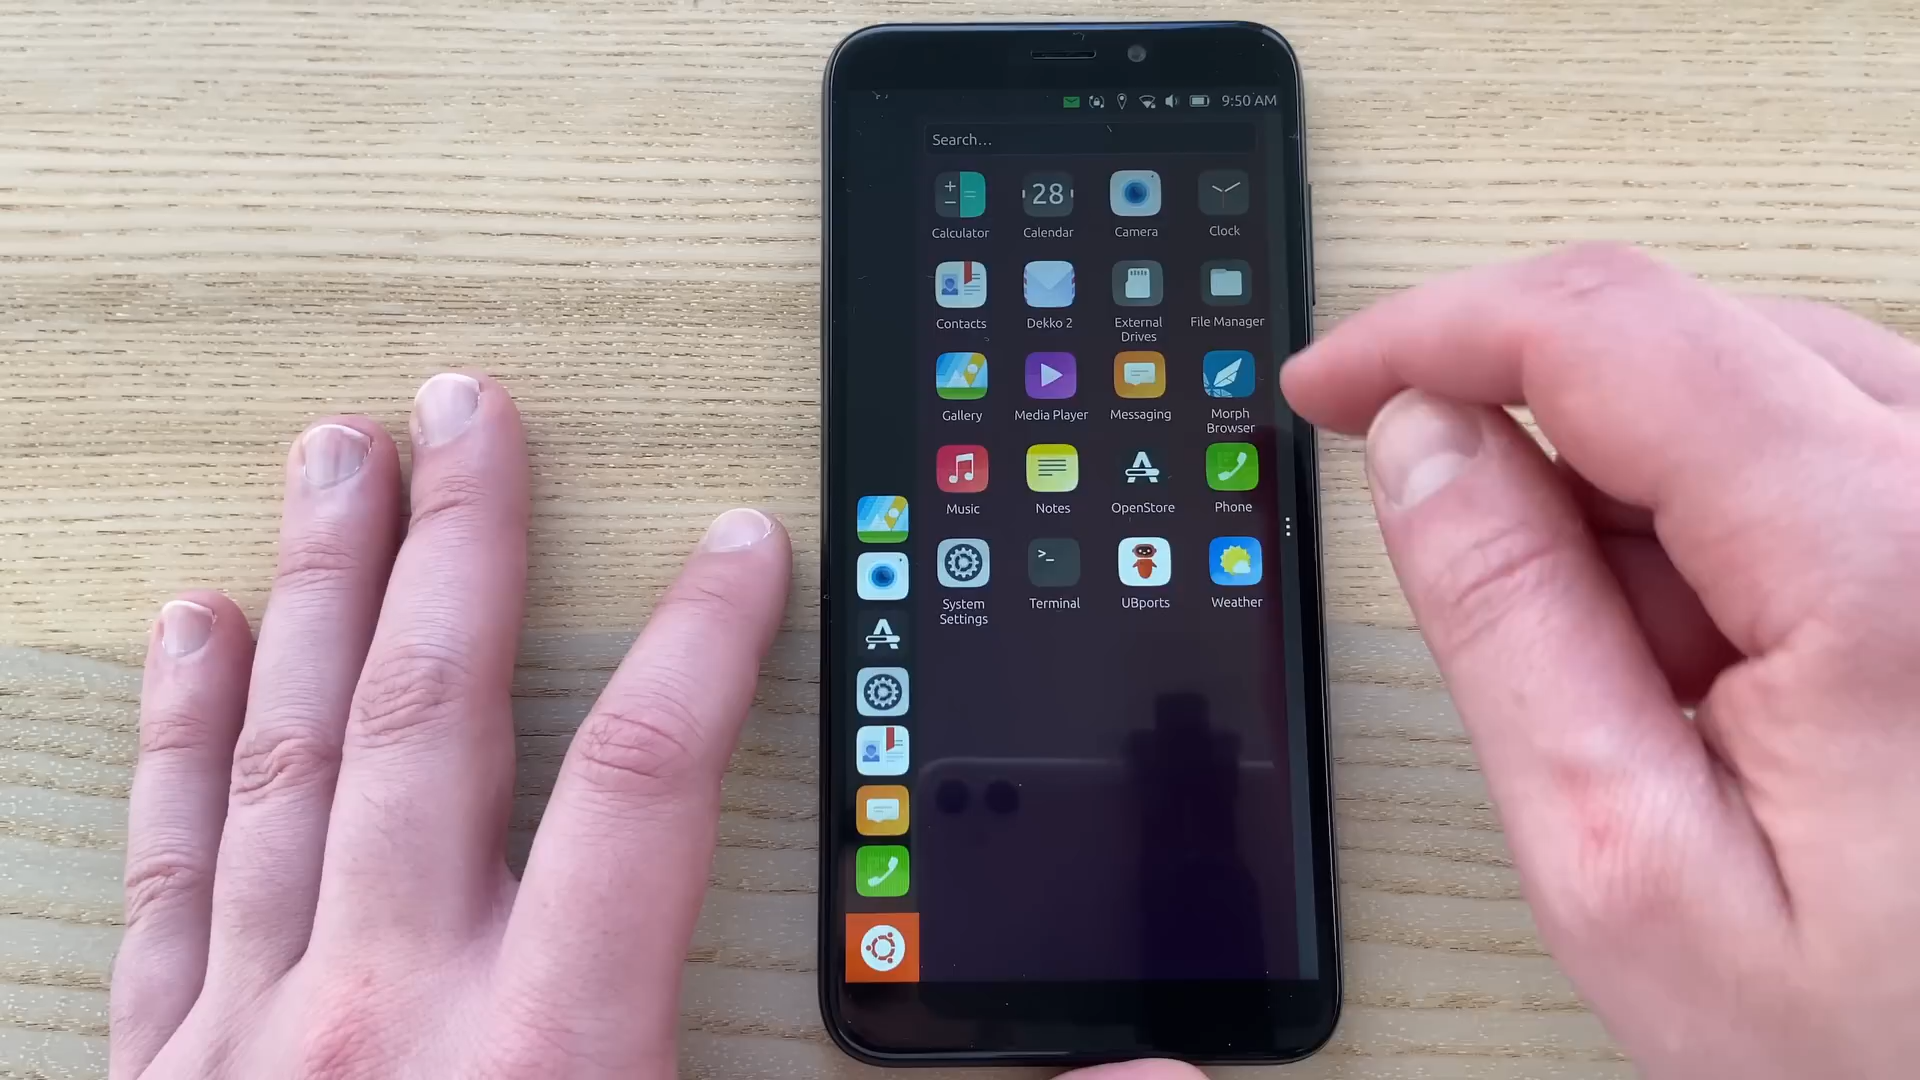 9:50 AM
Search...
28
Calculator
Calendar
Camera
Clock
Contacts
Dekko 2
External
Drives
File Manager
Gallery
Media Player
Messaging
Morph
Browser
Music
Notes
OpenStore
Phone
>_
System
Settings
Terminal
UBports
Weather